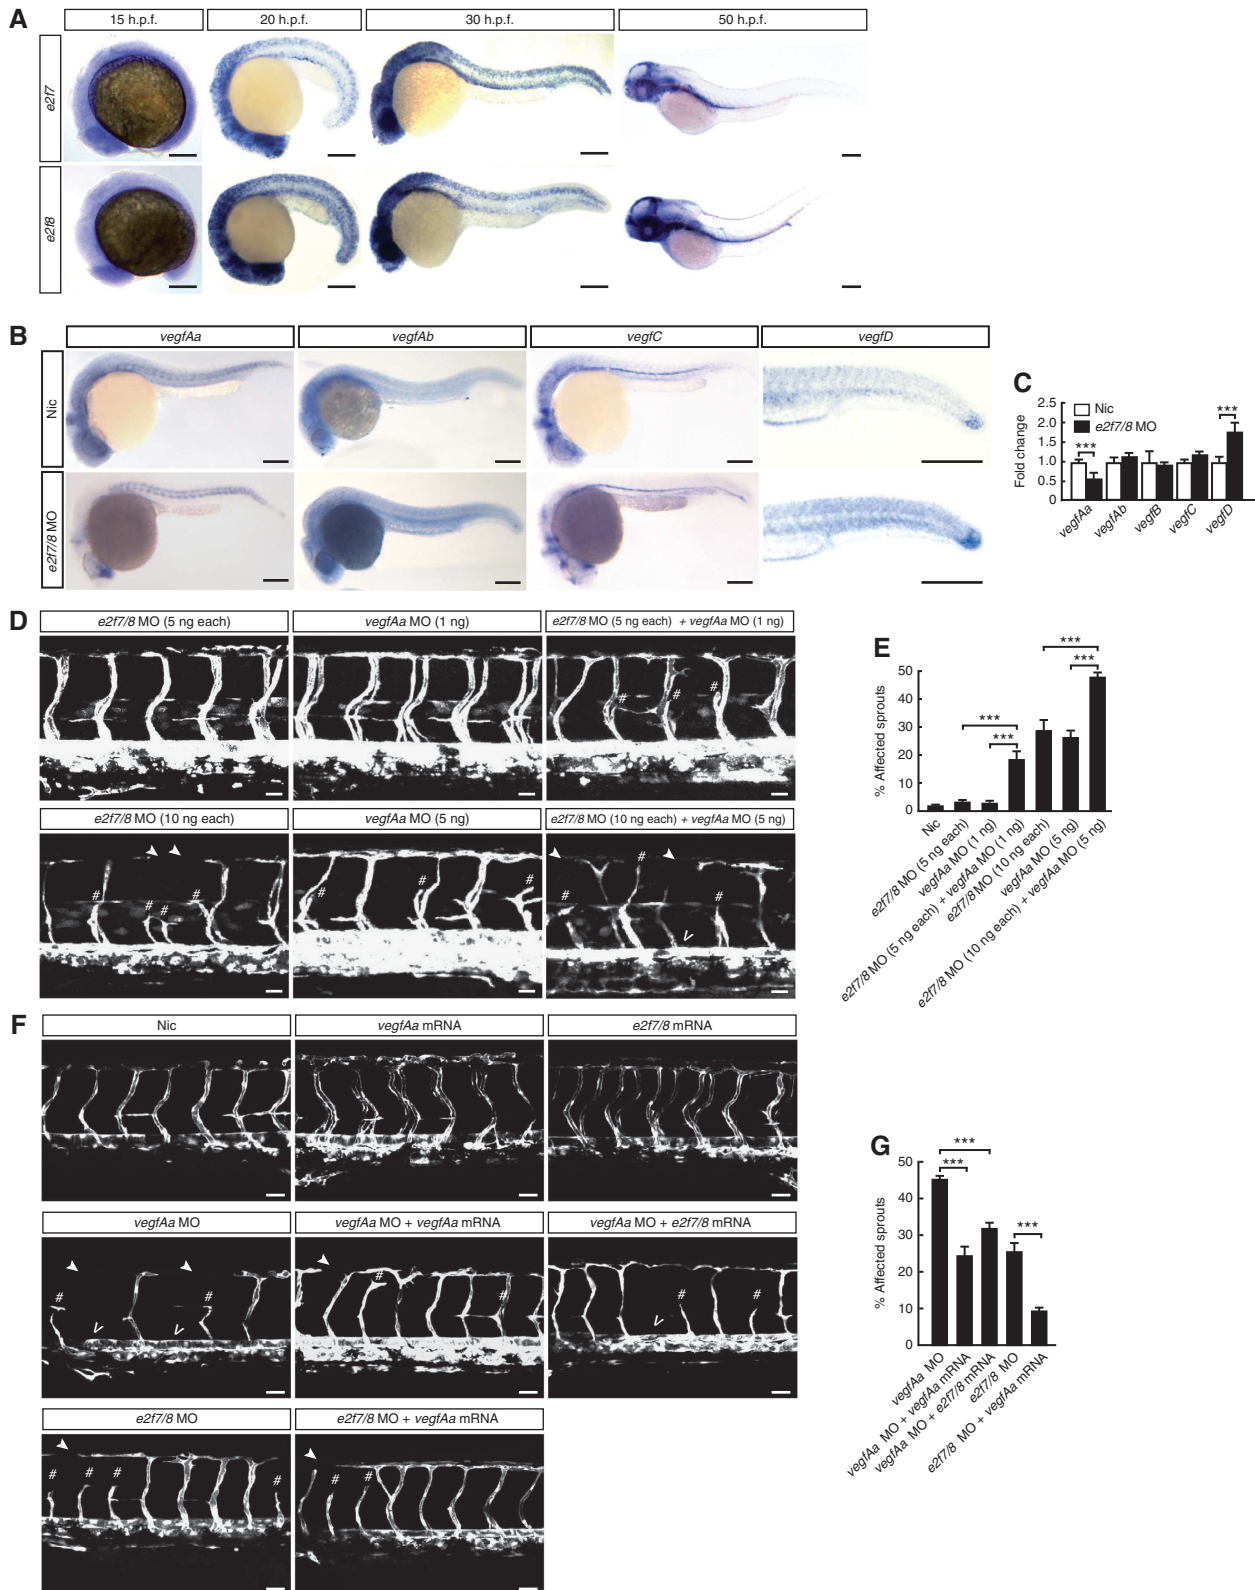 A
15 h.p.f.
20 h.p.f.
30 h.p.f.
50 h.p.f.
e2f7
e2f8
B
vegfAa
vegfAb
vegfC
vegfD
Nic
e2f7/8 MO
C
Nic
e2f7/8 MO
Fold change
2.5
2.0
1.5
1.0
0.5
0
***
***
vegfAa
vegfAb
vegfB
vegfC
vegfD
D
e2f7/8 MO (5 ng each)
vegfAa MO (1 ng)
e2f7/8 MO (5 ng each) + vegfAa MO (1 ng)
# # #
e2f7/8 MO (10 ng each)
vegfAa MO (5 ng)
e2f7/8 MO (10 ng each) + vegfAa MO (5 ng)
# # # #
# # #
# # #
E
% Affected sprouts
50
40
30
20
10
0
***
***
***
***
Nic
e2f7/8 MO (5 ng each)
vegfAa MO (1 ng)
e2f7/8 MO (5 ng each) + vegfAa MO (1 ng)
e2f7/8 MO (10 ng each)
vegfAa MO (5 ng)
e2f7/8 MO (10 ng each) + vegfAa MO (5 ng)
F
Nic
vegfAa mRNA
e2f7/8 mRNA
vegfAa MO
vegfAa MO + vegfAa mRNA
vegfAa MO + e2f7/8 mRNA
# #
# #
# #
e2f7/8 MO
e2f7/8 MO + vegfAa mRNA
# # # #
# #
G
% Affected sprouts
50
40
30
20
10
0
***
***
***
vegfAa MO
vegfAa MO + vegfAa mRNA
vegfAa MO + e2f7/8 mRNA
e2f7/8 MO
e2f7/8 MO + vegfAa mRNA